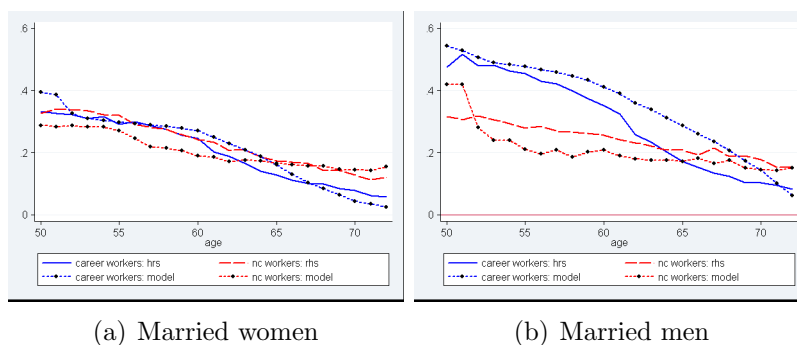 .6
.4
.2
0
50 55 60 65 70
age
career workers: hrs nc workers: rhs
career workers: model nc workers: model
(a) Married women
.6
.4
.2
0
50 55 60 65 70
age
career workers: hrs nc workers: rhs
career workers: model nc workers: model
(b) Married men